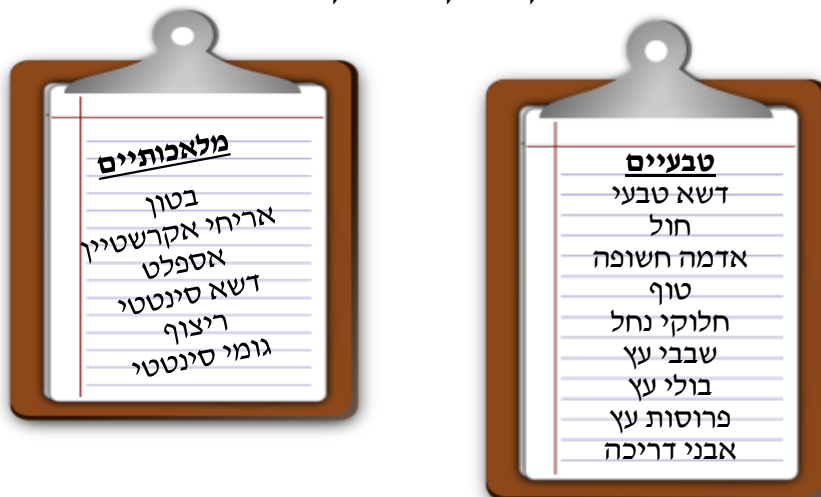 טבעיים
דשא טבעי
חול
אדמה חשופה
טוף
חלוקי נחל
שבבי עץ
בולי עץ
פרוסות עץ
אבני דריכה
מלאכותיים
בטון
אריחי אקרשטיין
אספלט
דשא סינטטי
ריצוף
גומי סינטטי